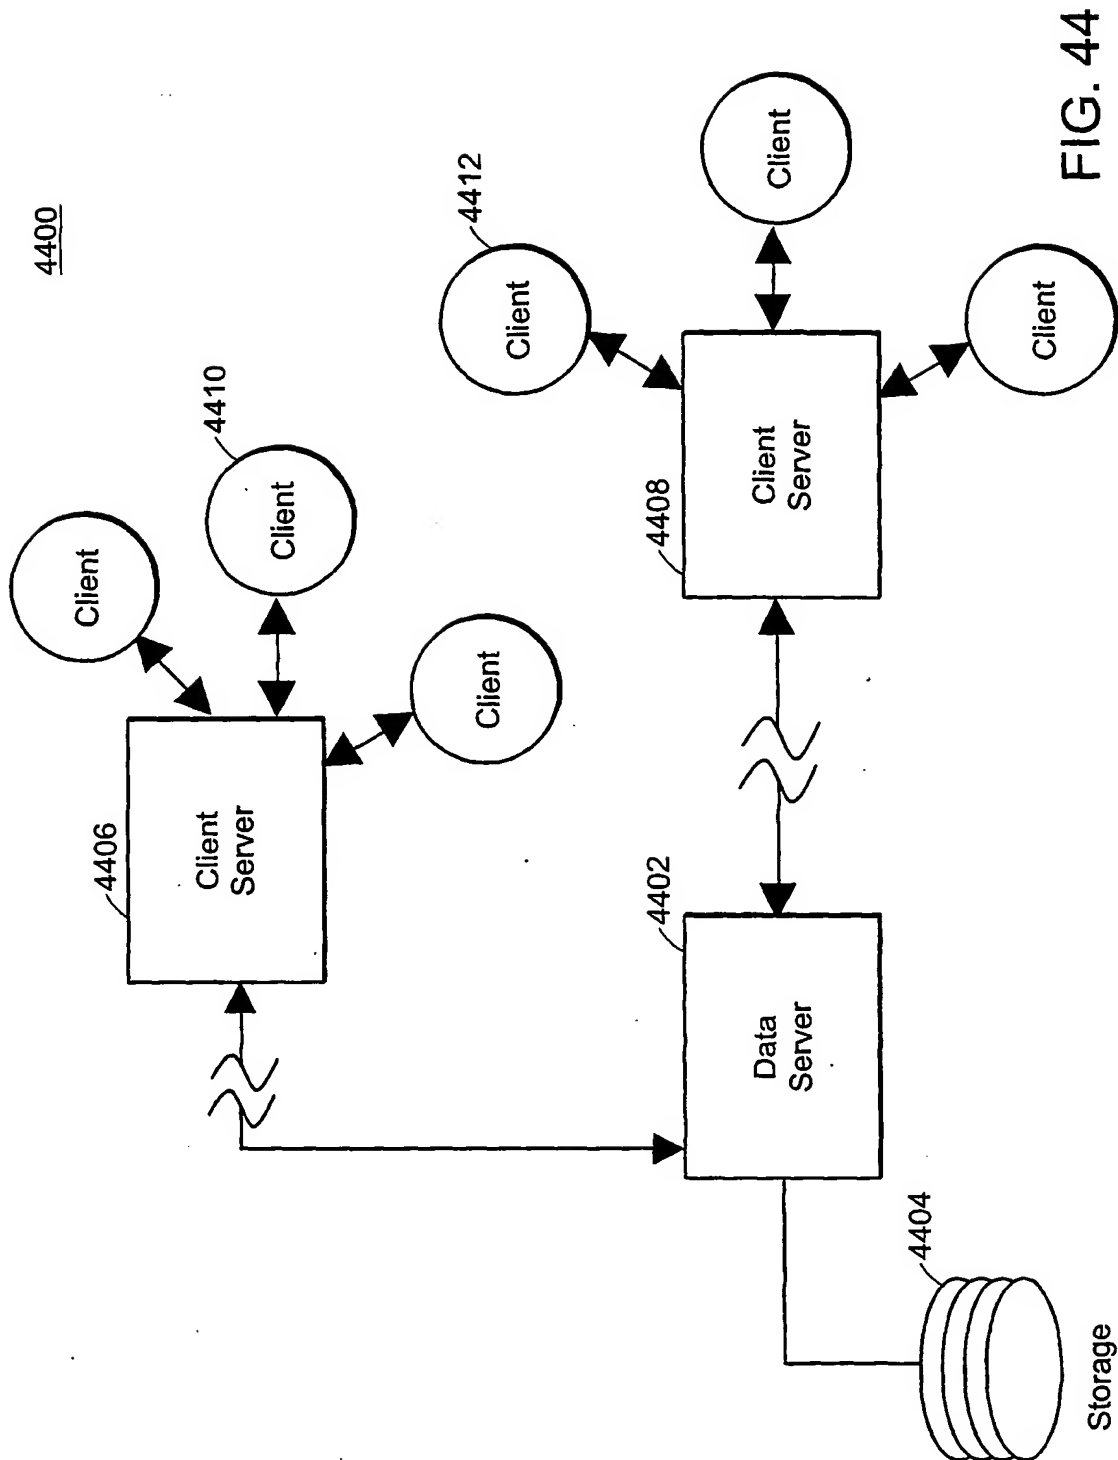 4400
Client
4410
Client
Client
4406
Client
Server
4412
Client
Client
Client
4408
Client
Server
4402
Data
Server
4404
Storage
FIG. 44